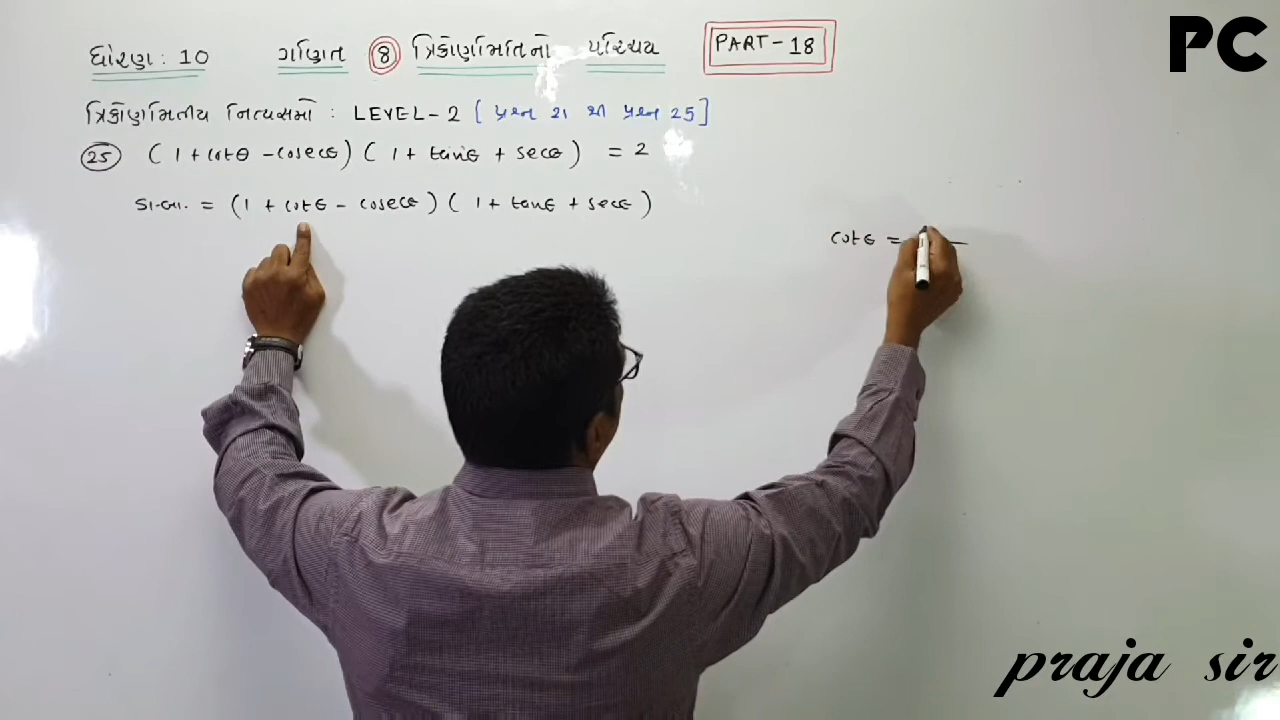 ધોરણ : 10 ગણિત 8 ત્રિકોણમિતિનો પરિચય PART - 18
PC
ત્રિકોણમિતીય નિત્યસમો : LEVEL - 2 [ પ્રશ્ન 21 થી પ્રશ્ન 25 ]
25 ( 1 + cotθ - cosecθ ) ( 1 + tanθ + secθ ) = 2
ડા.બા. = ( 1 + cotθ - cosecθ ) ( 1 + tanθ + secθ )
cotθ =
praja sir